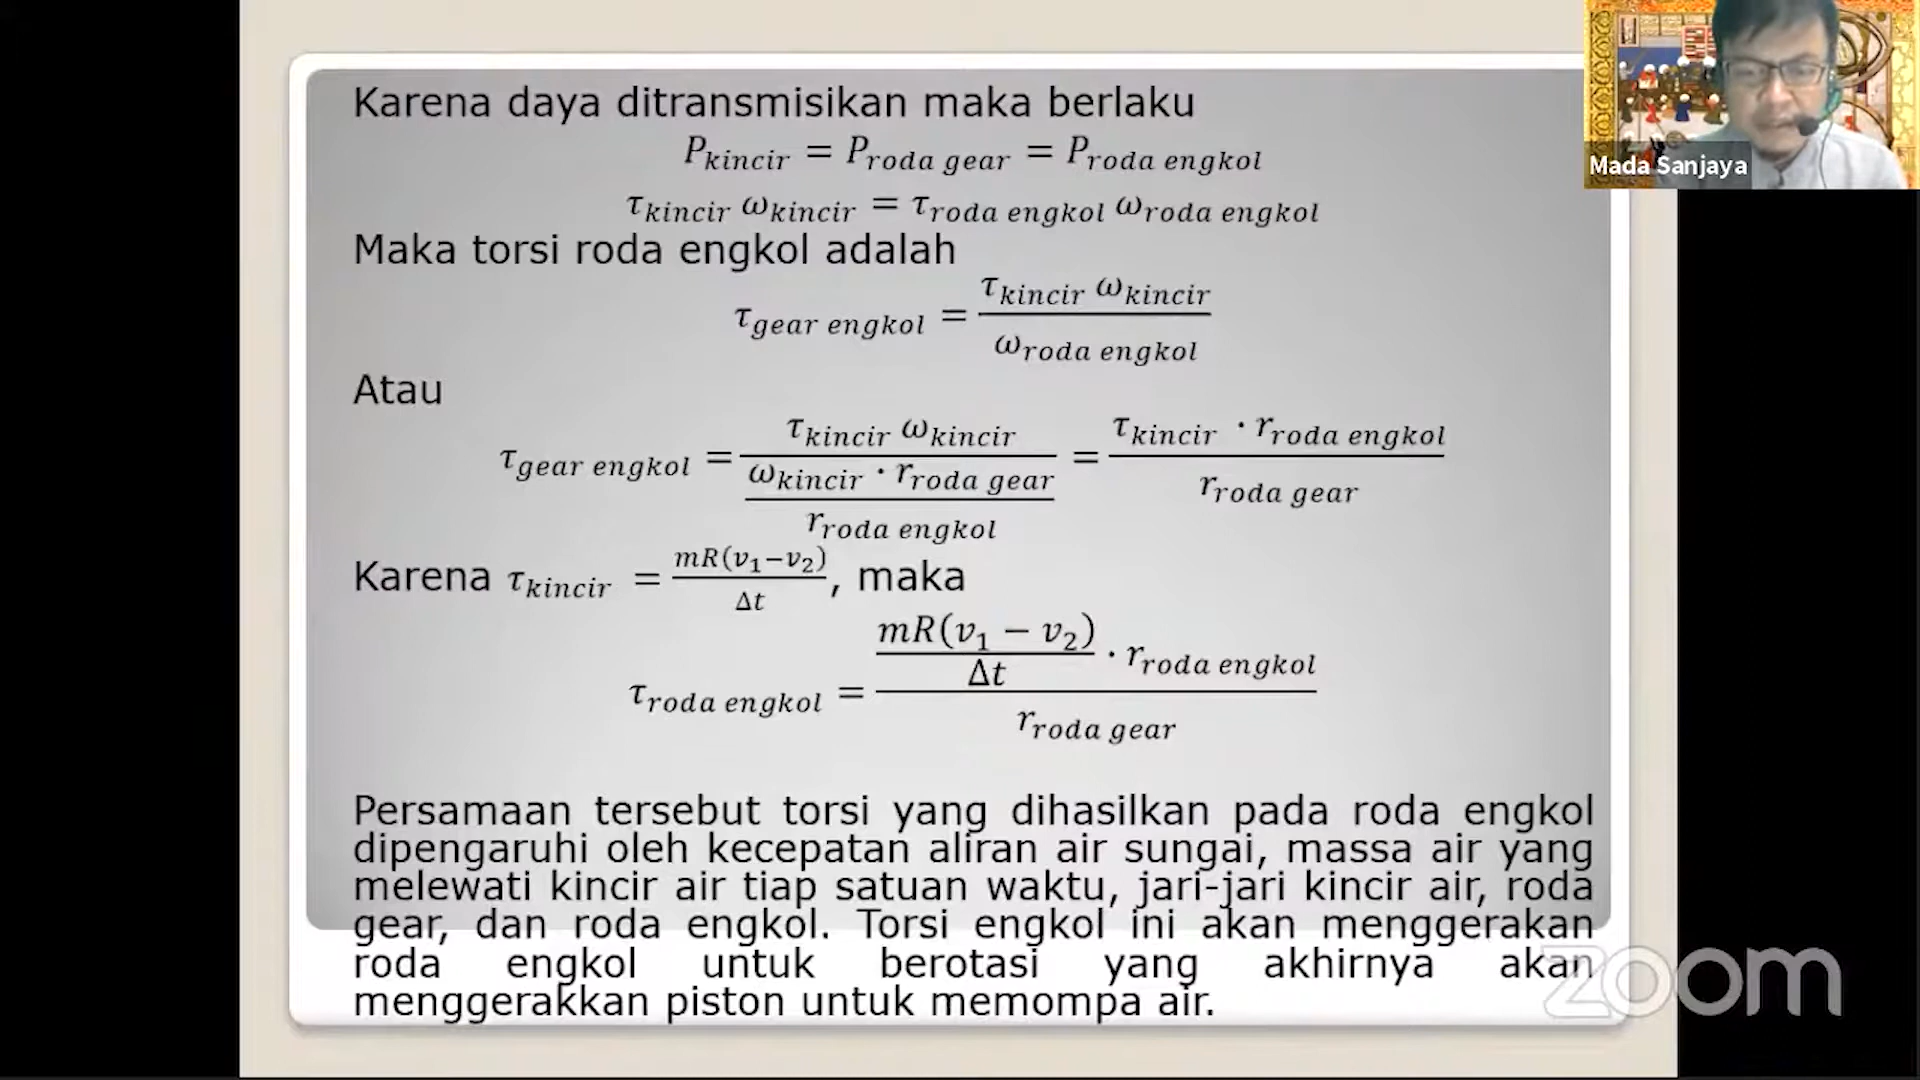 Karena daya ditransmisikan maka berlaku
P_kincir = P_roda gear = P_roda engkol
τ_kincir ω_kincir = τ_roda engkol ω_roda engkol
Maka torsi roda engkol adalah
τ_gear engkol = (τ_kincir ω_kincir) / (ω_roda engkol)
Atau
τ_gear engkol = (τ_kincir ω_kincir) / ((ω_kincir · r_roda gear) / (r_roda engkol)) = (τ_kincir · r_roda engkol) / (r_roda gear)
Karena τ_kincir = (mR(v₁−v₂)) / (Δt), maka
τ_roda engkol = ((mR(v₁ − v₂)) / (Δt) · r_roda engkol) / (r_roda gear)
Persamaan tersebut torsi yang dihasilkan pada roda engkol
dipengaruhi oleh kecepatan aliran air sungai, massa air yang
melewati kincir air tiap satuan waktu, jari-jari kincir air, roda
gear, dan roda engkol. Torsi engkol ini akan menggerakan
roda engkol untuk berotasi yang akhirnya akan
menggerakkan piston untuk memompa air.
Mada Sanjaya
zoom